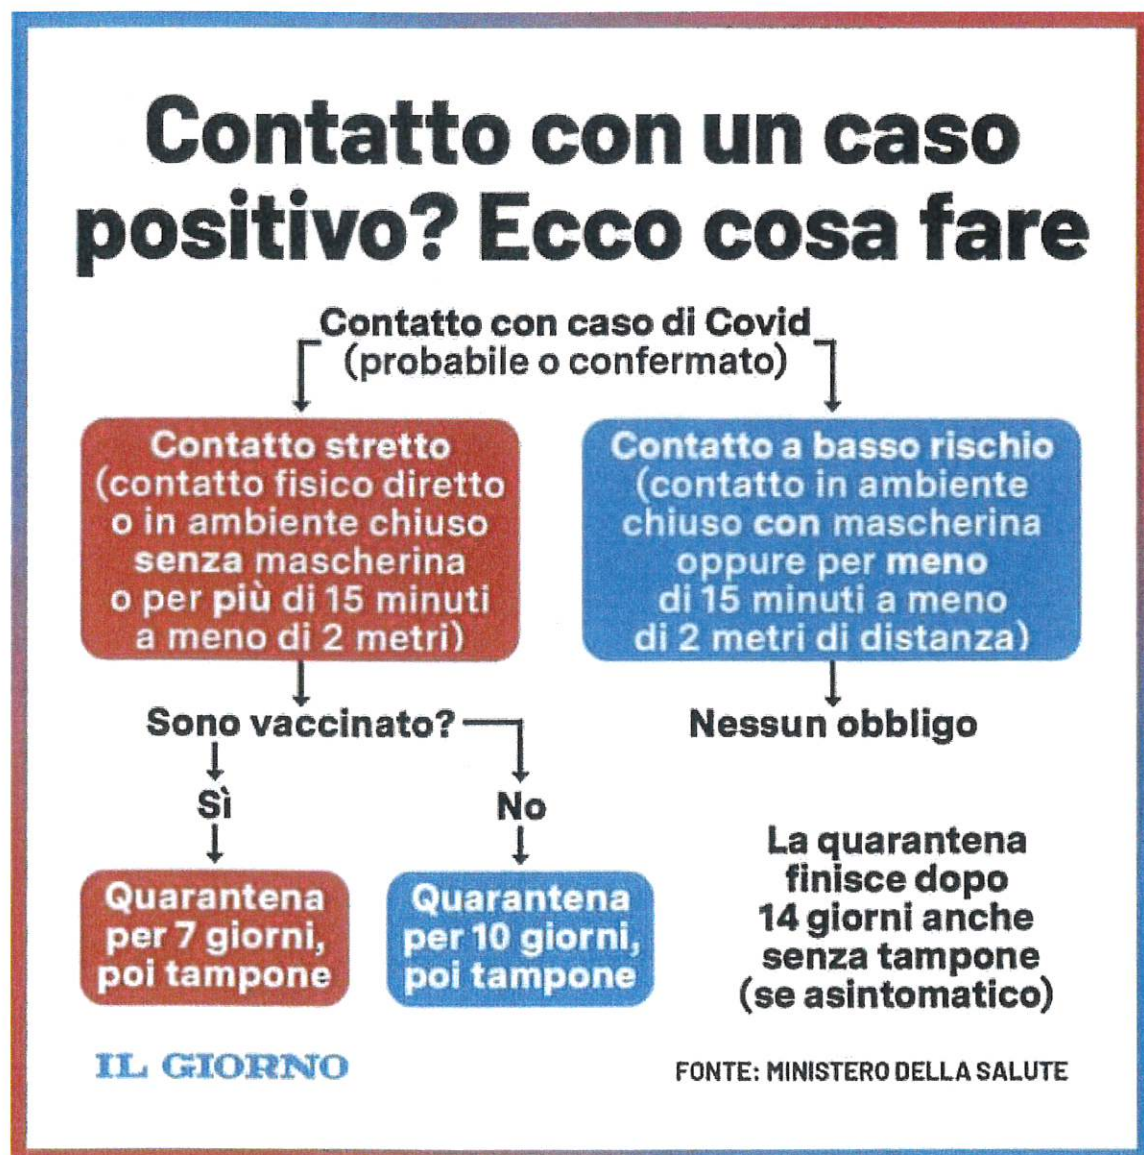 Contatto con un caso
positivo? Ecco cosa fare
Contatto con caso di Covid
(probabile o confermato)
Contatto stretto
(contatto fisico diretto
o in ambiente chiuso
senza mascherina
o per più di 15 minuti
a meno di 2 metri)
Contatto a basso rischio
(contatto in ambiente
chiuso con mascherina
oppure per meno
di 15 minuti a meno
di 2 metri di distanza)
Sono vaccinato?
Nessun obbligo
Sì
No
Quarantena
per 7 giorni,
poi tampone
Quarantena
per 10 giorni,
poi tampone
La quarantena
finisce dopo
14 giorni anche
senza tampone
(se asintomatico)
IL GIORNO
FONTE: MINISTERO DELLA SALUTE